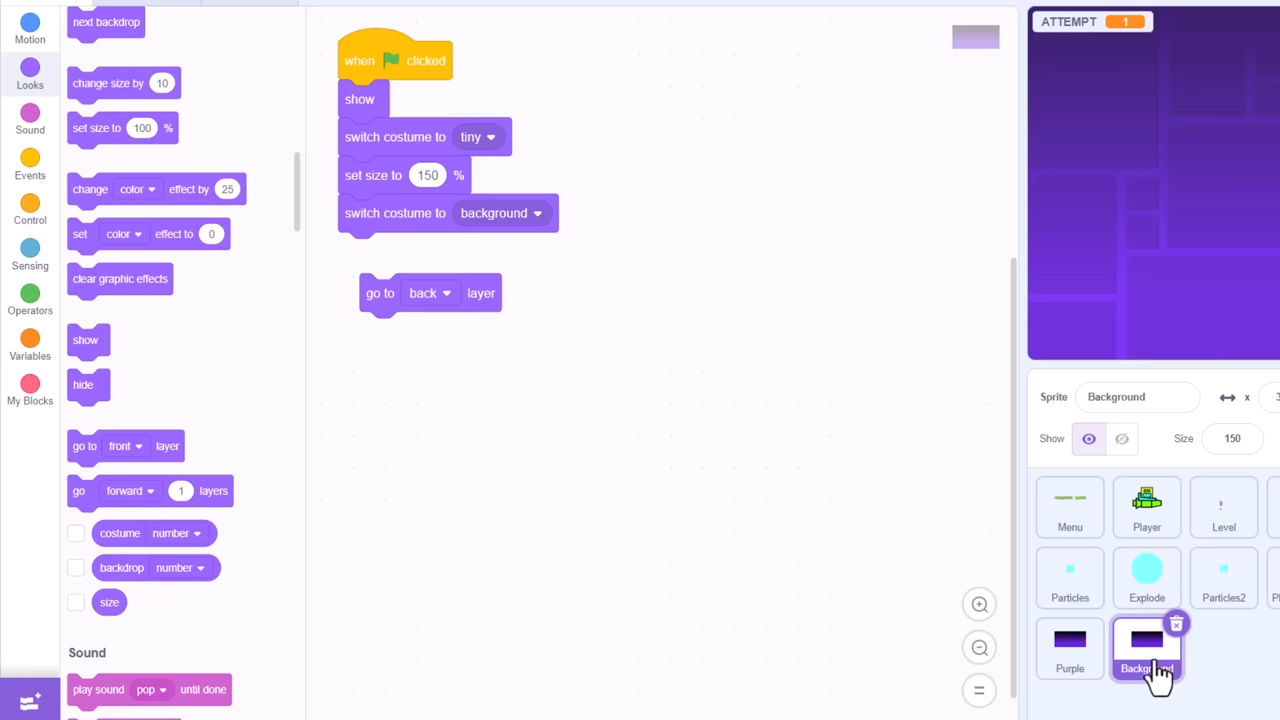 Motion
Looks
Sound
Events
Control
Sensing
Operators
Variables
My Blocks
next backdrop
change size by 10
set size to 100 %
change color effect by 25
set color effect to 0
clear graphic effects
show
hide
go to front layer
go forward 1 layers
costume number
backdrop number
size
Sound
play sound pop until done
when clicked
show
switch costume to tiny
set size to 150 %
switch costume to background
go to back layer
ATTEMPT 1
Sprite Background x
Show Size 150
Menu Player Level
Particles Explode Particles2
Purple